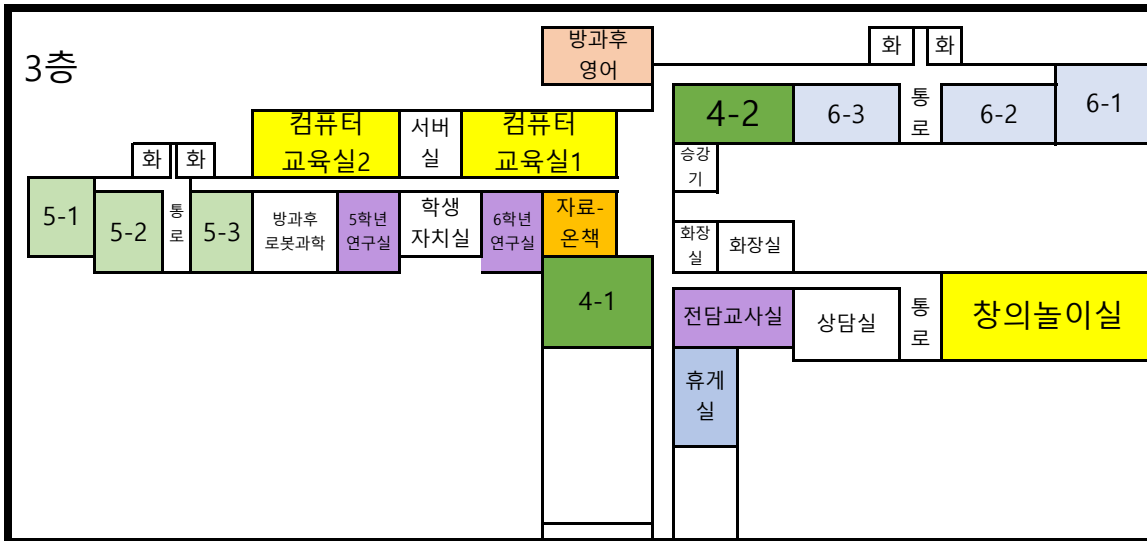 3층
방과후
영어
화
화
4-2
6-3
통
로
6-2
6-1
컴퓨터
교육실2
서버
실
컴퓨터
교육실1
화
화
승강
기
5-1
5-2
통
로
5-3
방과후
로봇과학
5학년
연구실
학생
자치실
6학년
연구실
자료-
온책
화장
실
화장실
4-1
전담교사실
상담실
통
로
창의놀이실
휴게
실